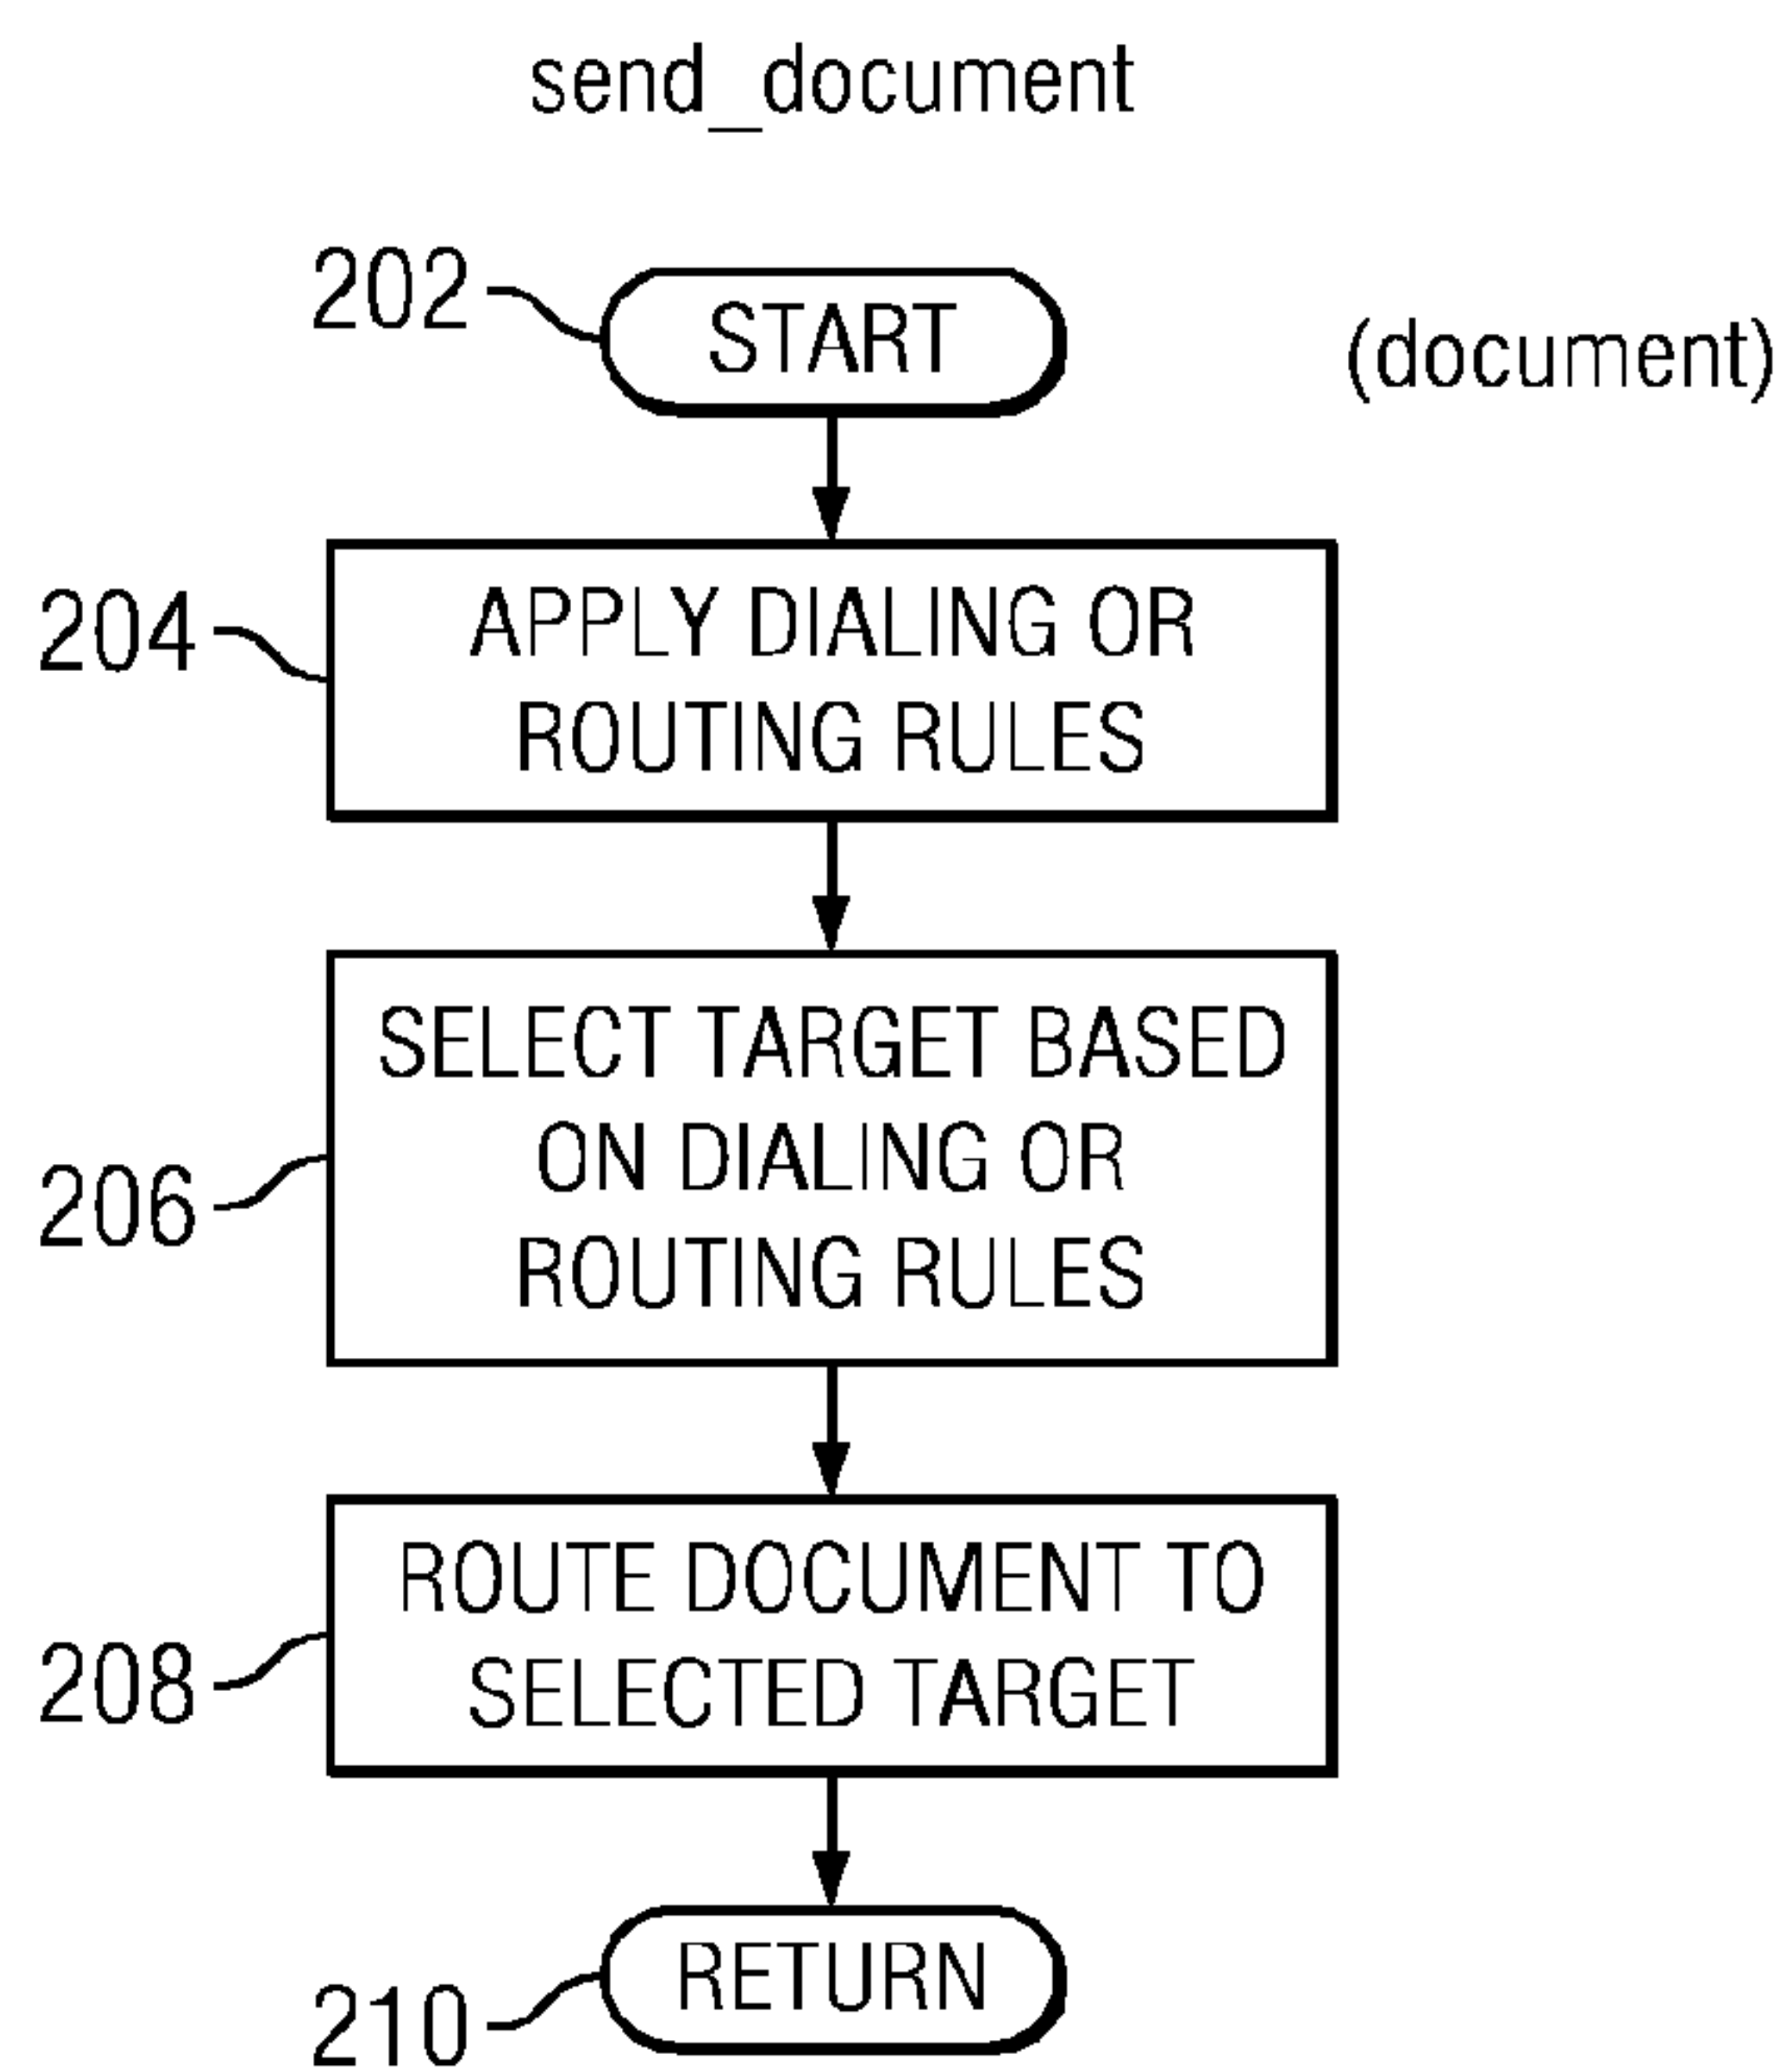 send_document
202
START
(document)
204
APPLY DIALING OR
ROUTING RULES
206
SELECT TARGET BASED
ON DIALING OR
ROUTING RULES
208
ROUTE DOCUMENT TO
SELECTED TARGET
210
RETURN